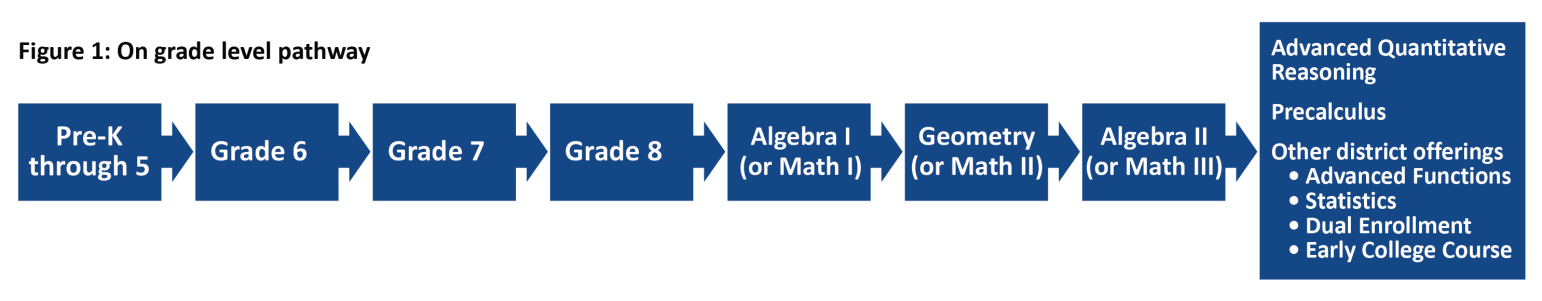 Figure 1: On grade level pathway
Pre-K
through 5
Grade 6
Grade 7
Grade 8
Algebra I
(or Math I)
Geometry
(or Math II)
Algebra II
(or Math III)
Advanced Quantitative
Reasoning
Precalculus
Other district offerings
• Advanced Functions
• Statistics
• Dual Enrollment
• Early College Course